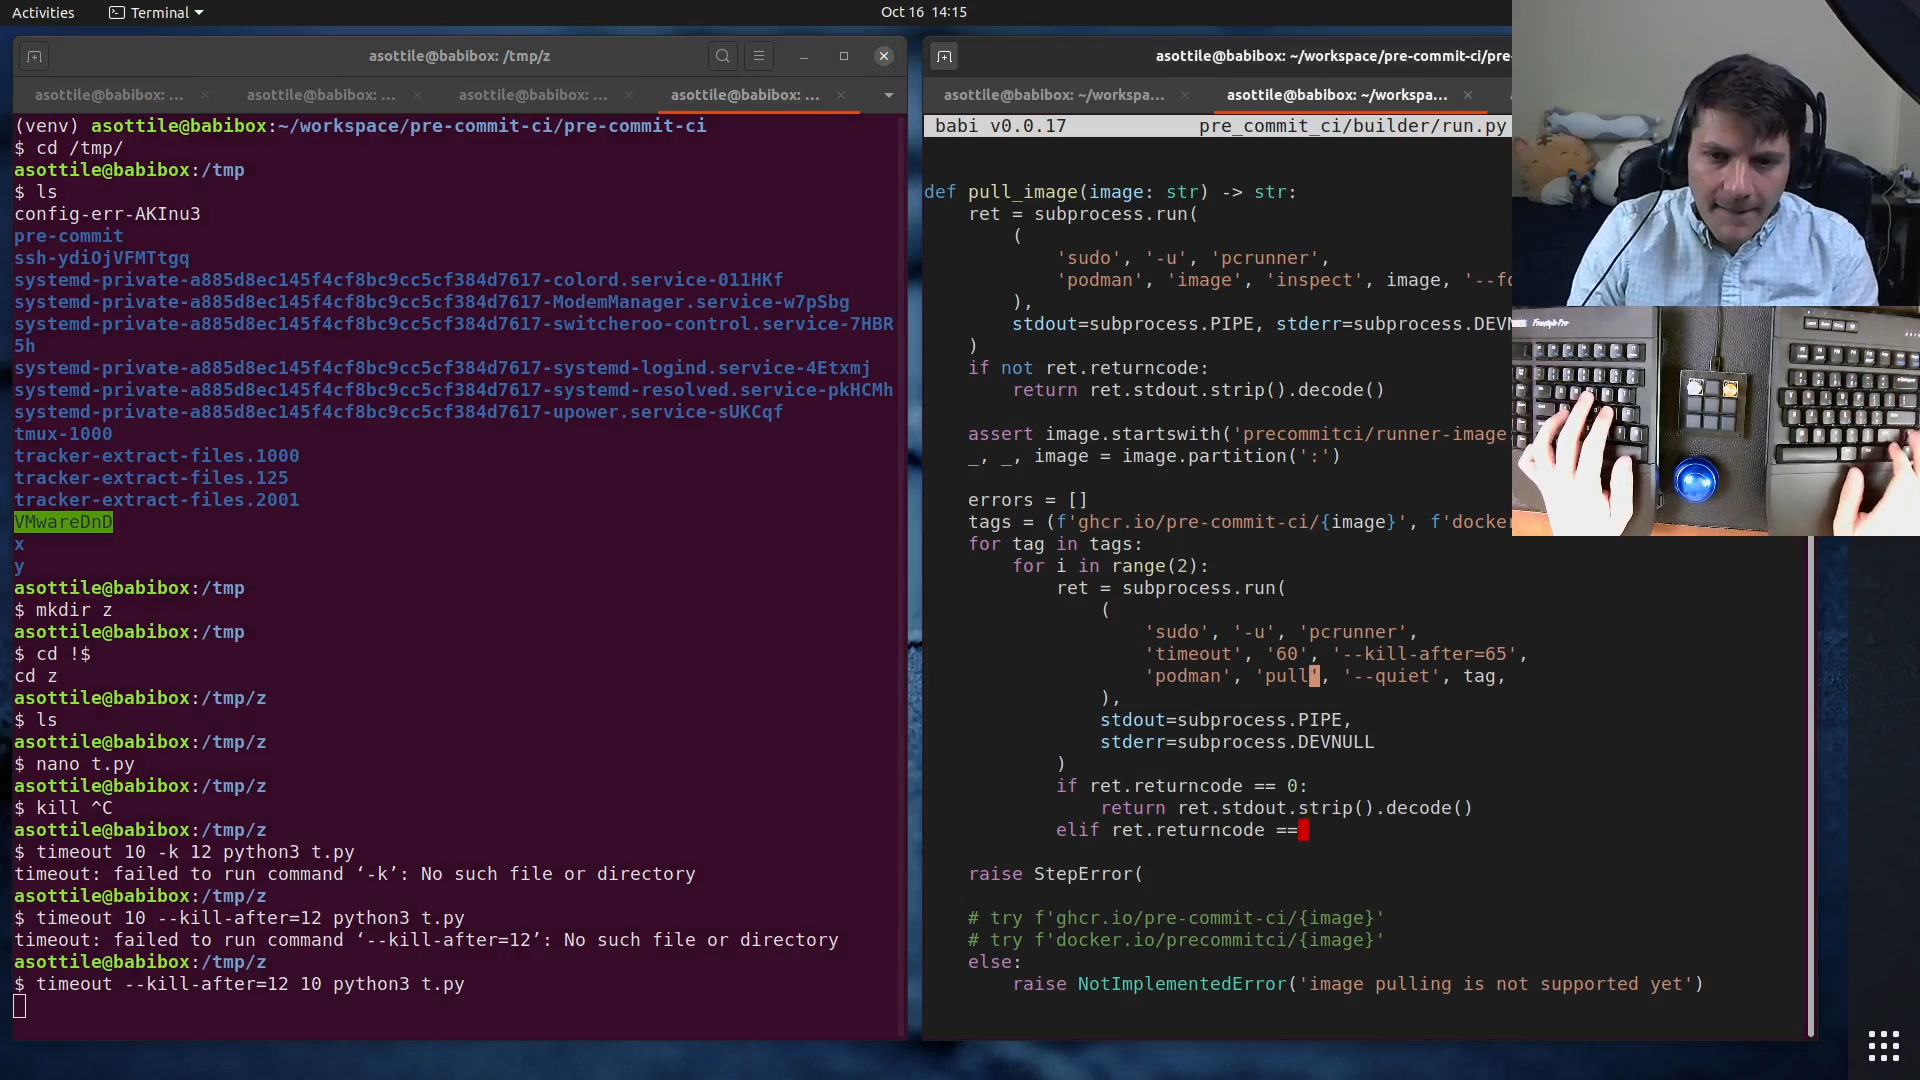 Activities
Terminal
Oct 16 14:15
asottile@babibox: /tmp/z
asottile@babibox: ...
asottile@babibox: ...
asottile@babibox: ...
asottile@babibox: ...
(venv) asottile@babibox:~/workspace/pre-commit-ci/pre-commit-ci
$ cd /tmp/
asottile@babibox:/tmp
$ ls
config-err-AKInu3
pre-commit
ssh-ydiOjVFMTtgq
systemd-private-a885d8ec145f4cf8bc9cc5cf384d7617-colord.service-011HKf
systemd-private-a885d8ec145f4cf8bc9cc5cf384d7617-ModemManager.service-w7pSbg
systemd-private-a885d8ec145f4cf8bc9cc5cf384d7617-switcheroo-control.service-7HBR
5h
systemd-private-a885d8ec145f4cf8bc9cc5cf384d7617-systemd-logind.service-4Etxmj
systemd-private-a885d8ec145f4cf8bc9cc5cf384d7617-systemd-resolved.service-pkHCMh
systemd-private-a885d8ec145f4cf8bc9cc5cf384d7617-upower.service-sUKCqf
tmux-1000
tracker-extract-files.1000
tracker-extract-files.125
tracker-extract-files.2001
VMwareDnD
x
y
asottile@babibox:/tmp
$ mkdir z
asottile@babibox:/tmp
$ cd !$
cd z
asottile@babibox:/tmp/z
$ ls
asottile@babibox:/tmp/z
$ nano t.py
asottile@babibox:/tmp/z
$ kill ^C
asottile@babibox:/tmp/z
$ timeout 10 -k 12 python3 t.py
timeout: failed to run command ‘-k’: No such file or directory
asottile@babibox:/tmp/z
$ timeout 10 --kill-after=12 python3 t.py
timeout: failed to run command ‘--kill-after=12’: No such file or directory
asottile@babibox:/tmp/z
$ timeout --kill-after=12 10 python3 t.py
asottile@babibox: ~/workspace/pre-commit-ci/pre
asottile@babibox: ~/workspa...
asottile@babibox: ~/workspa...
babi v0.0.17 pre_commit_ci/builder/run.py
def pull_image(image: str) -> str:
ret = subprocess.run(
(
'sudo', '-u', 'pcrunner',
'podman', 'image', 'inspect', image, '--fo
),
stdout=subprocess.PIPE, stderr=subprocess.DEVN
)
if not ret.returncode:
return ret.stdout.strip().decode()
assert image.startswith('precommitci/runner-image:
_, _, image = image.partition(':')
errors = []
tags = (f'ghcr.io/pre-commit-ci/{image}', f'docker
for tag in tags:
for i in range(2):
ret = subprocess.run(
(
'sudo', '-u', 'pcrunner',
'timeout', '60', '--kill-after=65',
'podman', 'pull', '--quiet', tag,
),
stdout=subprocess.PIPE,
stderr=subprocess.DEVNULL
)
if ret.returncode == 0:
return ret.stdout.strip().decode()
elif ret.returncode ==
raise StepError(
# try f'ghcr.io/pre-commit-ci/{image}'
# try f'docker.io/precommitci/{image}'
else:
raise NotImplementedError('image pulling is not supported yet')
Freestyle Pro